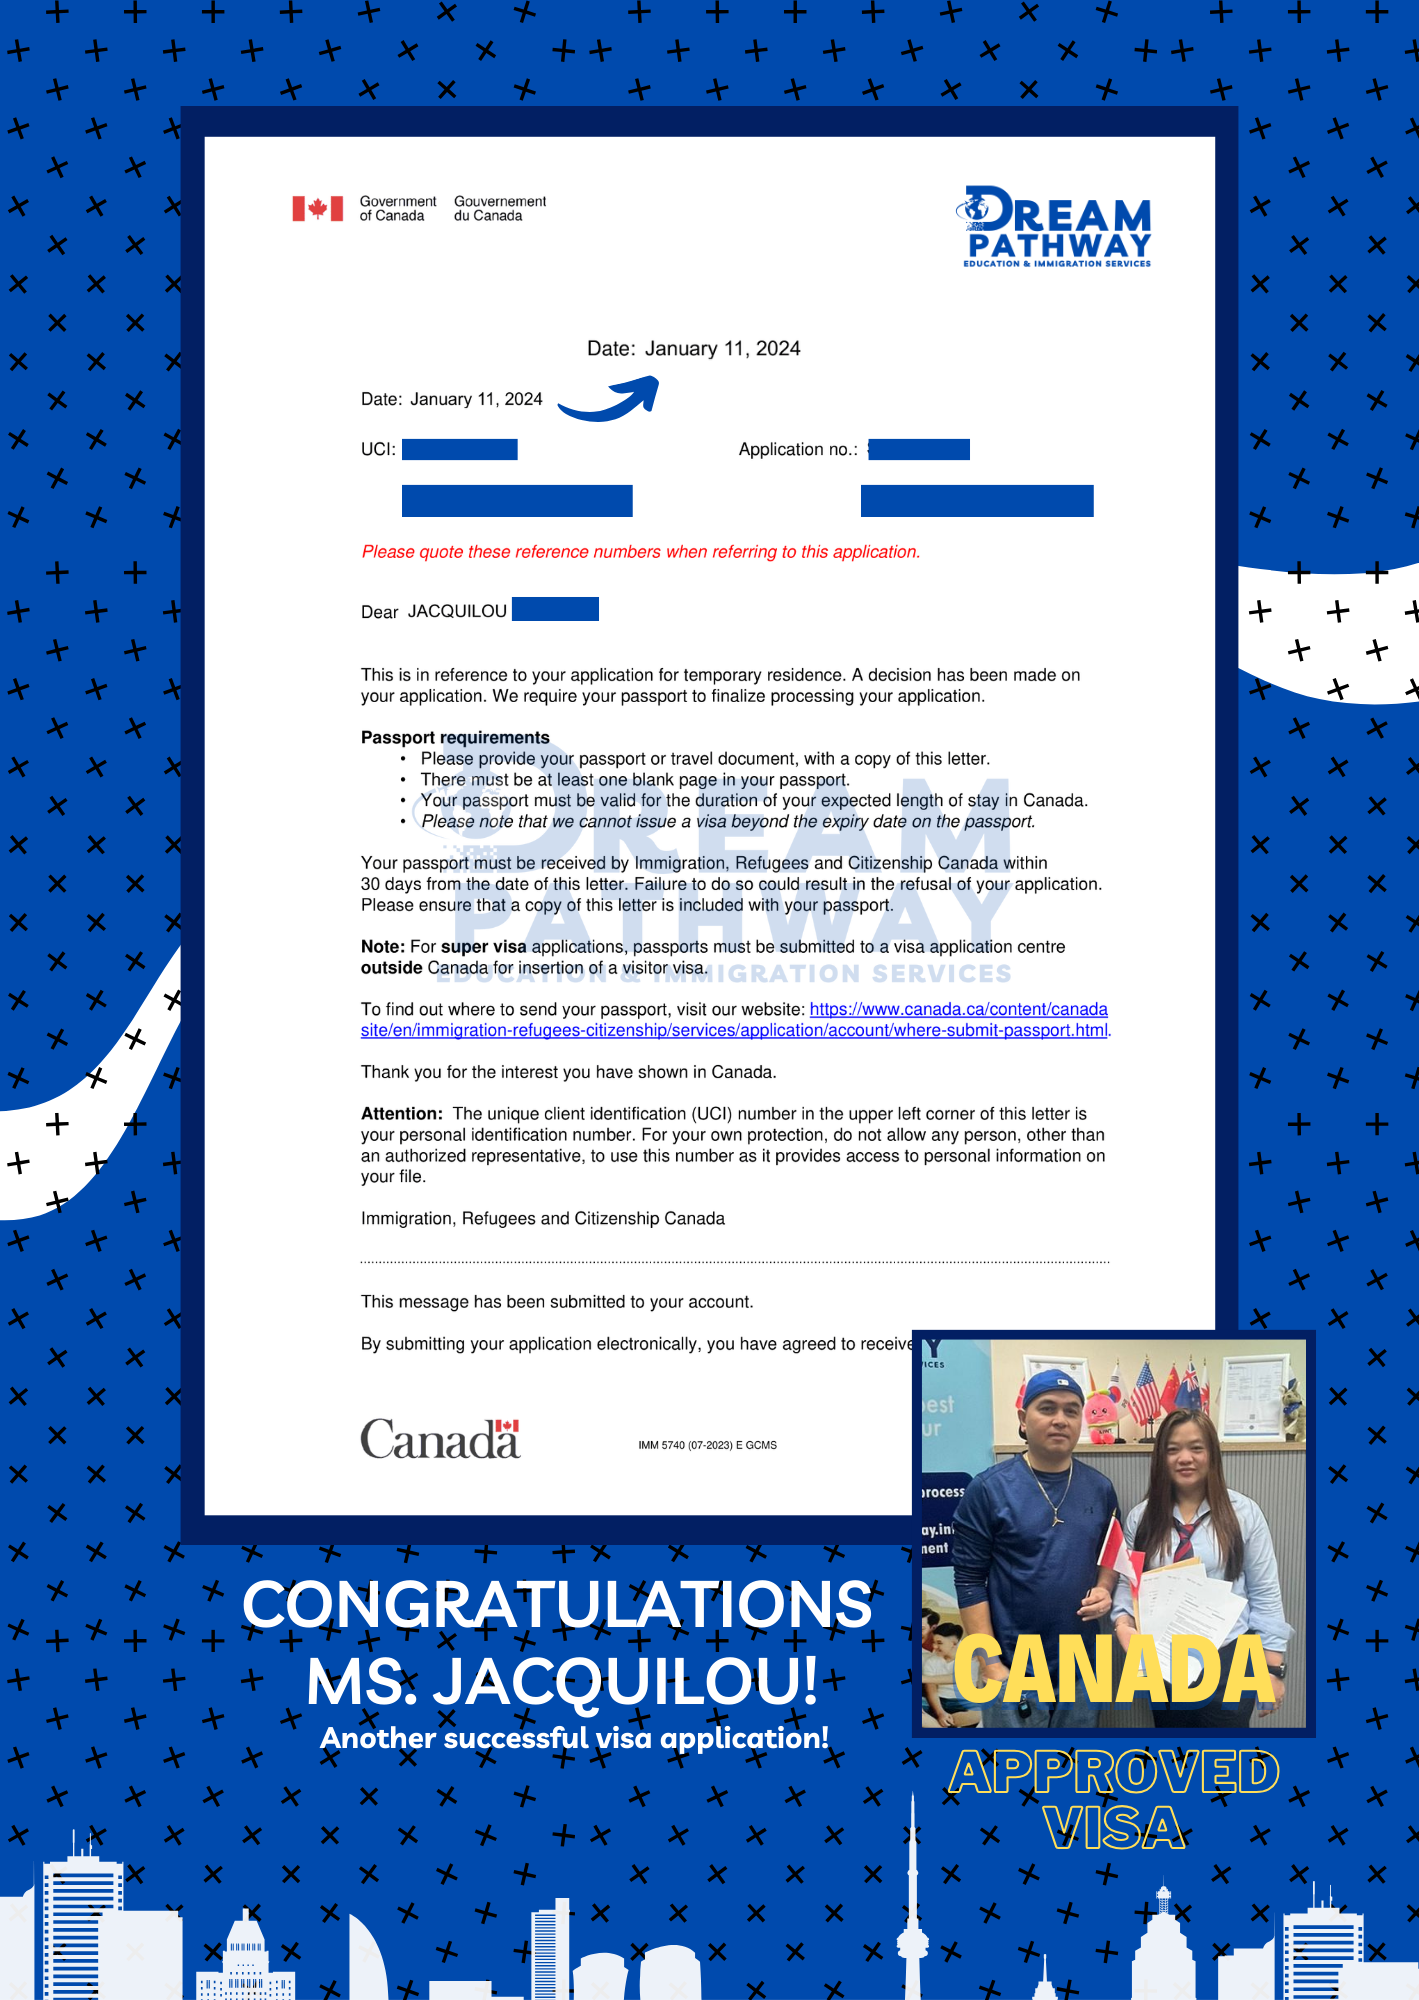 Government
of Canada
Gouvernement
du Canada
DREAM
PATHWAY
EDUCATION & IMMIGRATION SERVICES
Date: January 11, 2024
Date: January 11, 2024
UCI:
Application no.:
Please quote these reference numbers when referring to this application.
Dear JACQUILOU
This is in reference to your application for temporary residence. A decision has been made on
your application. We require your passport to finalize processing your application.
Passport requirements
• Please provide your passport or travel document, with a copy of this letter.
• There must be at least one blank page in your passport.
• Your passport must be valid for the duration of your expected length of stay in Canada.
• Please note that we cannot issue a visa beyond the expiry date on the passport.
DREAM
PATHWAY
EDUCATION & IMMIGRATION SERVICES
Your passport must be received by Immigration, Refugees and Citizenship Canada within
30 days from the date of this letter. Failure to do so could result in the refusal of your application.
Please ensure that a copy of this letter is included with your passport.
Note: For super visa applications, passports must be submitted to a visa application centre
outside Canada for insertion of a visitor visa.
To find out where to send your passport, visit our website: https://www.canada.ca/content/canada
site/en/immigration-refugees-citizenship/services/application/account/where-submit-passport.html.
Thank you for the interest you have shown in Canada.
Attention: The unique client identification (UCI) number in the upper left corner of this letter is
your personal identification number. For your own protection, do not allow any person, other than
an authorized representative, to use this number as it provides access to personal information on
your file.
Immigration, Refugees and Citizenship Canada
This message has been submitted to your account.
By submitting your application electronically, you have agreed to receive
Canada
IMM 5740 (07-2023) E GCMS
CONGRATULATIONS
MS. JACQUILOU!
Another successful visa application!
CANADA
APPROVED
VISA